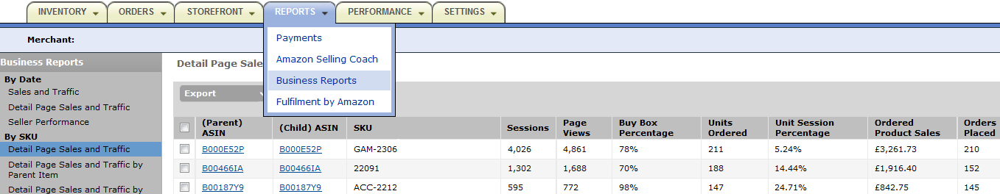 INVENTORY ORDERS STOREFRONT REPORTS PERFORMANCE SETTINGS
Merchant:
Payments
Amazon Selling Coach
Business Reports
Fulfilment by Amazon
Business Reports
By Date
Sales and Traffic
Detail Page Sales and Traffic
Seller Performance
By SKU
Detail Page Sales and Traffic
Detail Page Sales and Traffic by
Parent Item
Detail Page Sales and Traffic by
Detail Page Sale
Export
(Parent) ASIN (Child) ASIN SKU Sessions Page Views Buy Box Percentage Units Ordered Unit Session Percentage Ordered Product Sales Orders Placed
B000E52P B000E52P GAM-2306 4,026 4,861 78% 211 5.24% £3,261.73 210
B00466IA B00466IA 22091 1,302 1,688 70% 188 14.44% £1,916.40 152
B00187Y9 B00187Y9 ACC-2212 595 772 98% 147 24.71% £842.75 145